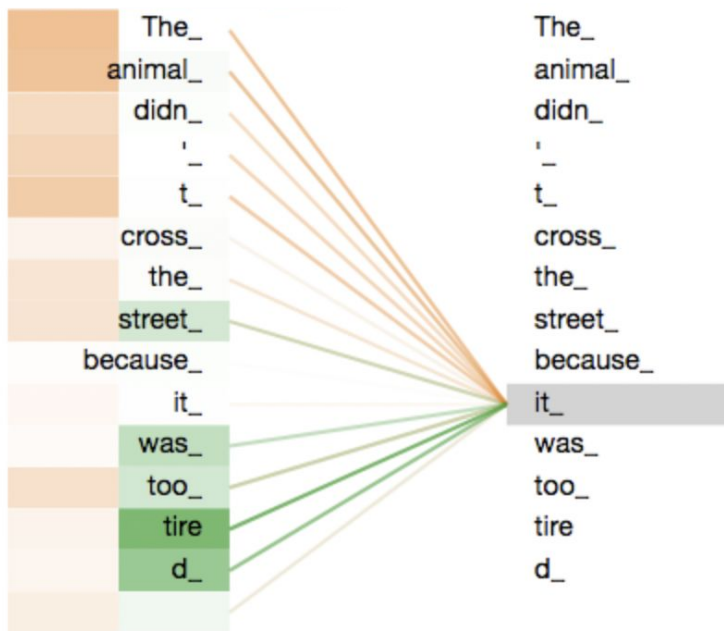 The_ The_
animal_ animal_
didn_ didn_
'_ '_
t_ t_
cross_ cross_
the_ the_
street_ street_
because_ because_
it_ it_
was_ was_
too_ too_
tire tire
d_ d_